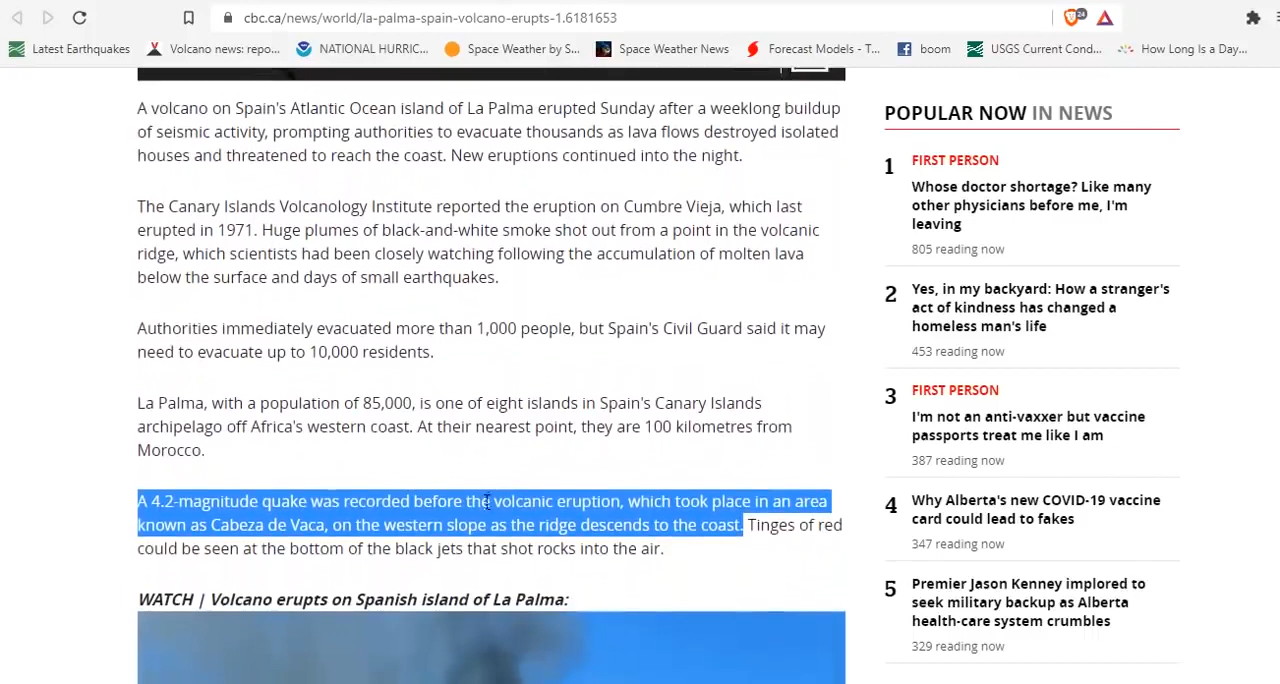 cbc.ca/news/world/la-palma-spain-volcano-erupts-1.6181653
24
Latest Earthquakes
Volcano news: repo...
NATIONAL HURRIC...
Space Weather by S...
Space Weather News
Forecast Models - T...
boom
USGS Current Cond...
How Long Is a Day...
A volcano on Spain's Atlantic Ocean island of La Palma erupted Sunday after a weeklong buildup
of seismic activity, prompting authorities to evacuate thousands as lava flows destroyed isolated
houses and threatened to reach the coast. New eruptions continued into the night.
The Canary Islands Volcanology Institute reported the eruption on Cumbre Vieja, which last
erupted in 1971. Huge plumes of black-and-white smoke shot out from a point in the volcanic
ridge, which scientists had been closely watching following the accumulation of molten lava
below the surface and days of small earthquakes.
Authorities immediately evacuated more than 1,000 people, but Spain's Civil Guard said it may
need to evacuate up to 10,000 residents.
La Palma, with a population of 85,000, is one of eight islands in Spain's Canary Islands
archipelago off Africa's western coast. At their nearest point, they are 100 kilometres from
Morocco.
A 4.2-magnitude quake was recorded before the volcanic eruption, which took place in an area
known as Cabeza de Vaca, on the western slope as the ridge descends to the coast. Tinges of red
could be seen at the bottom of the black jets that shot rocks into the air.
WATCH | Volcano erupts on Spanish island of La Palma:
POPULAR NOW IN NEWS
1
FIRST PERSON
Whose doctor shortage? Like many
other physicians before me, I'm
leaving
805 reading now
2
Yes, in my backyard: How a stranger's
act of kindness has changed a
homeless man's life
453 reading now
3
FIRST PERSON
I'm not an anti-vaxxer but vaccine
passports treat me like I am
387 reading now
4
Why Alberta's new COVID-19 vaccine
card could lead to fakes
347 reading now
5
Premier Jason Kenney implored to
seek military backup as Alberta
health-care system crumbles
329 reading now